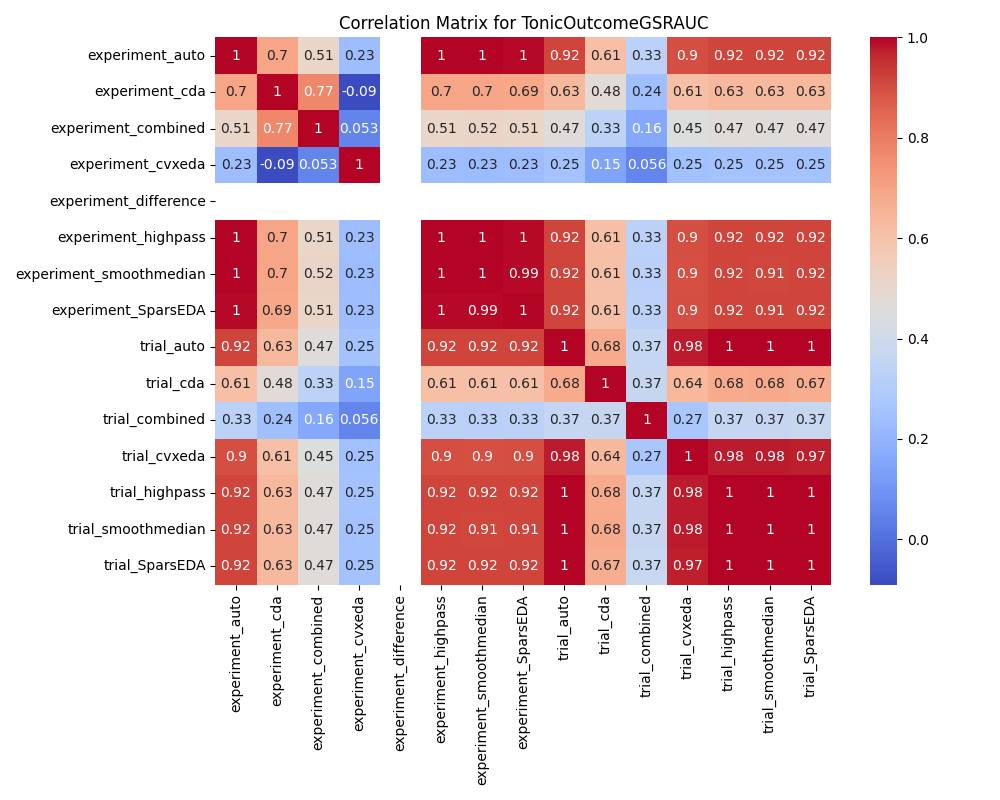 Correlation Matrix for TonicOutcomeGSRAUC
experiment_auto 1 0.7 0.51 0.23 1 1 1 0.92 0.61 0.33 0.9 0.92 0.92 0.92
experiment_cda 0.7 1 0.77 -0.09 0.7 0.7 0.69 0.63 0.48 0.24 0.61 0.63 0.63 0.63
experiment_combined 0.51 0.77 1 0.053 0.51 0.52 0.51 0.47 0.33 0.16 0.45 0.47 0.47 0.47
experiment_cvxeda 0.23 -0.09 0.053 1 0.23 0.23 0.23 0.25 0.15 0.056 0.25 0.25 0.25 0.25
experiment_difference
experiment_highpass 1 0.7 0.51 0.23 1 1 1 0.92 0.61 0.33 0.9 0.92 0.92 0.92
experiment_smoothmedian 1 0.7 0.52 0.23 1 1 0.99 0.92 0.61 0.33 0.9 0.92 0.91 0.92
experiment_SparsEDA 1 0.69 0.51 0.23 1 0.99 1 0.92 0.61 0.33 0.9 0.92 0.91 0.92
trial_auto 0.92 0.63 0.47 0.25 0.92 0.92 0.92 1 0.68 0.37 0.98 1 1 1
trial_cda 0.61 0.48 0.33 0.15 0.61 0.61 0.61 0.68 1 0.37 0.64 0.68 0.68 0.67
trial_combined 0.33 0.24 0.16 0.056 0.33 0.33 0.33 0.37 0.37 1 0.27 0.37 0.37 0.37
trial_cvxeda 0.9 0.61 0.45 0.25 0.9 0.9 0.9 0.98 0.64 0.27 1 0.98 0.98 0.97
trial_highpass 0.92 0.63 0.47 0.25 0.92 0.92 0.92 1 0.68 0.37 0.98 1 1 1
trial_smoothmedian 0.92 0.63 0.47 0.25 0.92 0.91 0.91 1 0.68 0.37 0.98 1 1 1
trial_SparsEDA 0.92 0.63 0.47 0.25 0.92 0.92 0.92 1 0.67 0.37 0.97 1 1 1
experiment_auto
experiment_cda
experiment_combined
experiment_cvxeda
experiment_difference
experiment_highpass
experiment_smoothmedian
experiment_SparsEDA
trial_auto
trial_cda
trial_combined
trial_cvxeda
trial_highpass
trial_smoothmedian
trial_SparsEDA
1.0
0.8
0.6
0.4
0.2
0.0